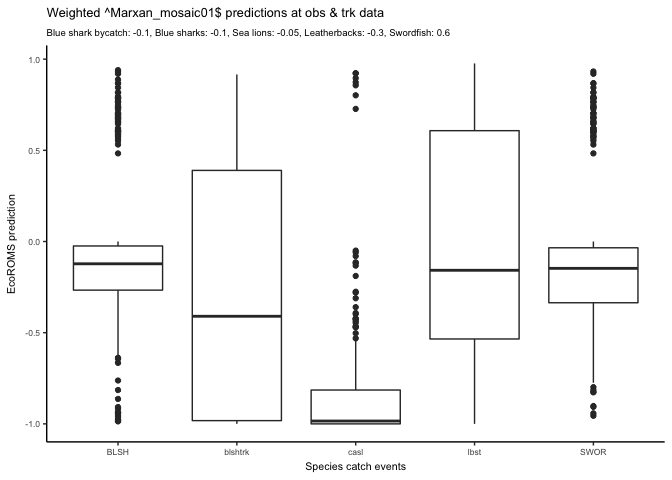 Weighted ^Marxan_mosaic01$ predictions at obs & trk data
Blue shark bycatch: -0.1, Blue sharks: -0.1, Sea lions: -0.05, Leatherbacks: -0.3, Swordfish: 0.6
1.0
0.5
0.0
-0.5
-1.0
EcoROMS prediction
BLSH blshtrk casl lbst SWOR
Species catch events